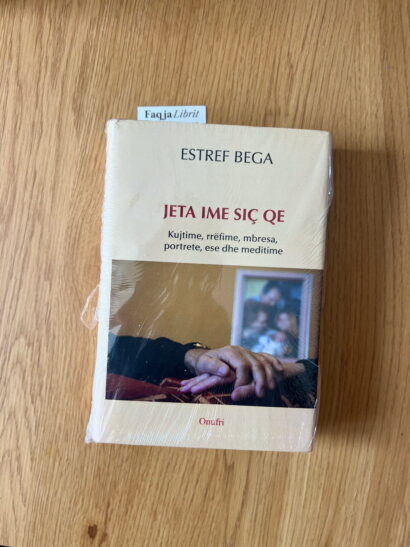 FaqjaLibrit
ESTREF BEGA
JETA IME SIÇ QE
Kujtime, rrëfime, mbresa,
portrete, ese dhe meditime
Onufri